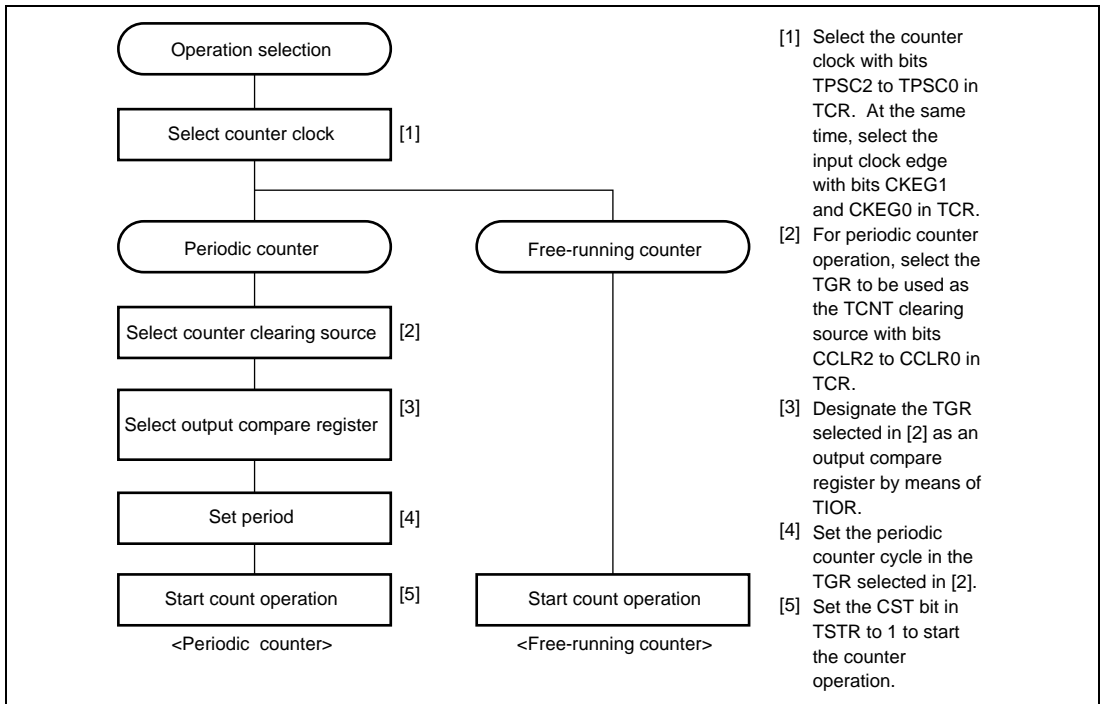 Operation selection
Select counter clock
[1]
Periodic counter
Free-running counter
Select counter clearing source
[2]
Select output compare register
[3]
Set period
[4]
Start count operation
[5]
Start count operation
<Periodic counter>
<Free-running counter>
[1] Select the counter
clock with bits
TPSC2 to TPSC0 in
TCR. At the same
time, select the
input clock edge
with bits CKEG1
and CKEG0 in TCR.
[2] For periodic counter
operation, select the
TGR to be used as
the TCNT clearing
source with bits
CCLR2 to CCLR0 in
TCR.
[3] Designate the TGR
selected in [2] as an
output compare
register by means of
TIOR.
[4] Set the periodic
counter cycle in the
TGR selected in [2].
[5] Set the CST bit in
TSTR to 1 to start
the counter
operation.